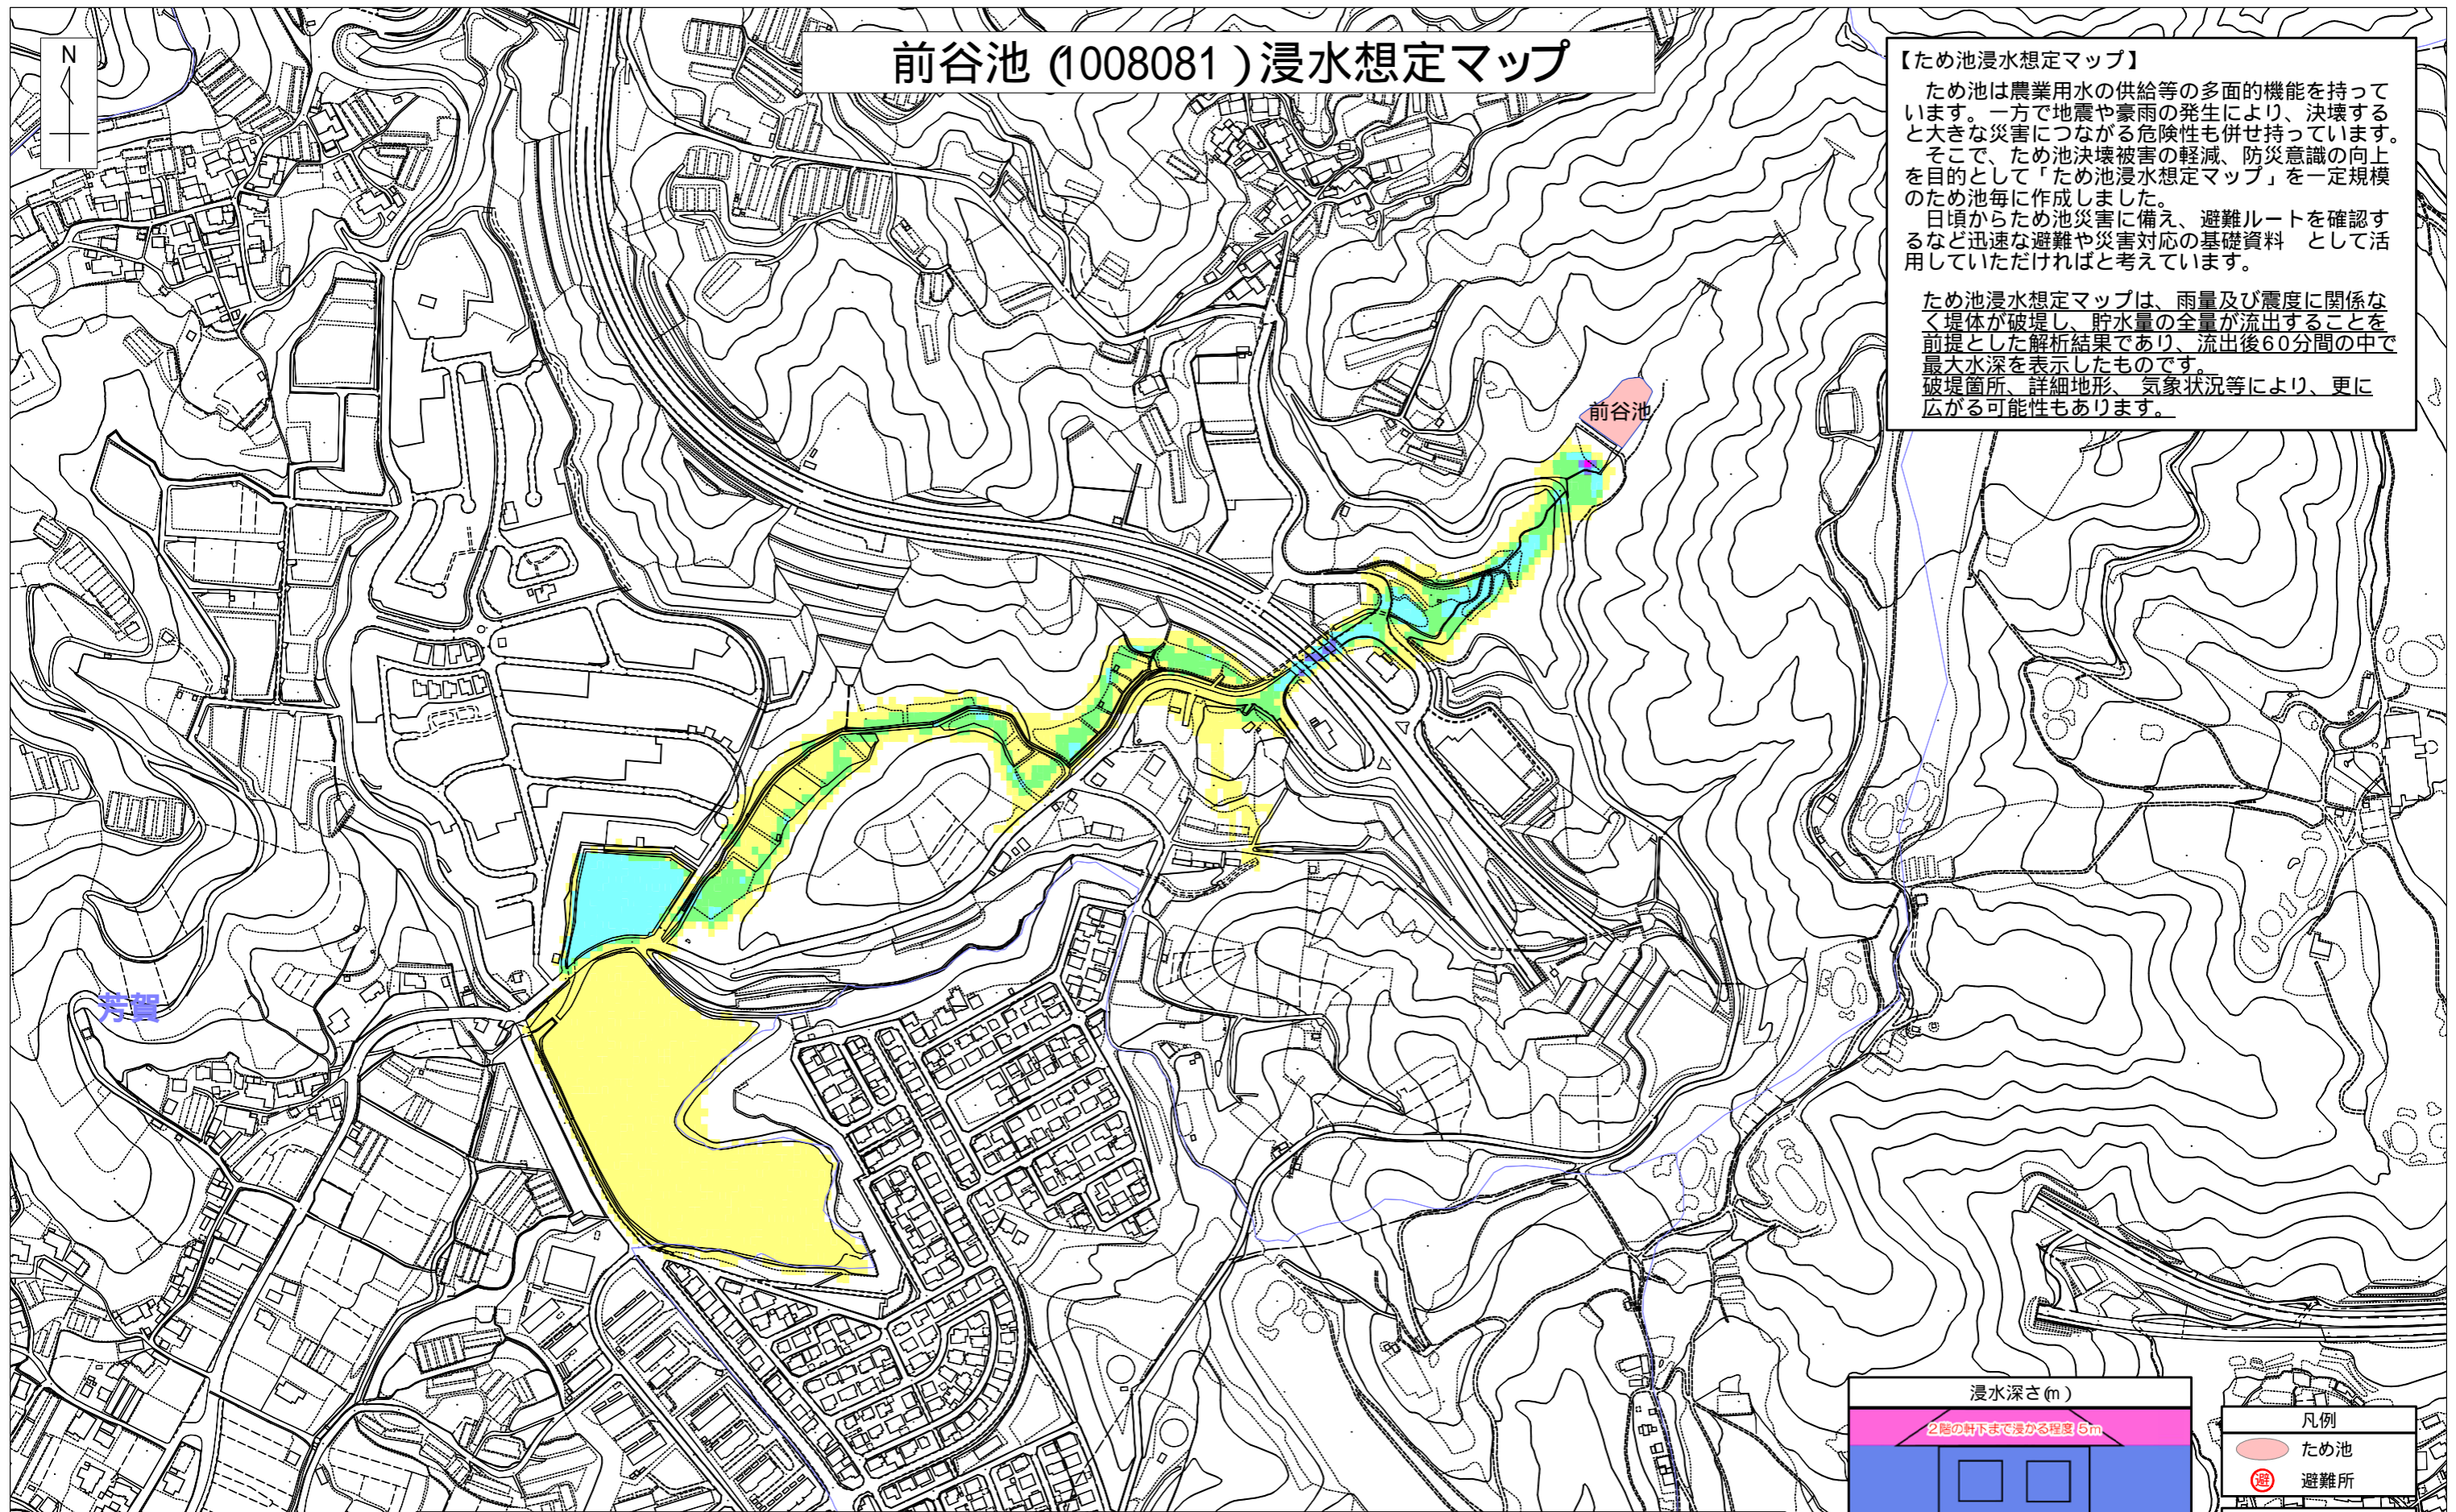 N
前谷池 (1008081 ) 浸水想定マップ
【ため池浸水想定マップ】
ため池は農業用水の供給等の多面的機能を持って
います。一方で地震や豪雨の発生により、決壊する
と大きな災害につながる危険性も併せ持っています。
そこで、ため池決壊被害の軽減、防災意識の向上
を目的として「ため池浸水想定マップ」を一定規模
のため池毎に作成しました。
日頃からため池災害に備え、避難ルートを確認す
るなど迅速な避難や災害対応の基礎資料　として活
用していただければと考えています。
ため池浸水想定マップは、雨量及び震度に関係な
く堤体が破堤し、貯水量の全量が流出することを
前提とした解析結果であり、流出後60分間の中で
最大水深を表示したものです。
破堤箇所、詳細地形、気象状況等により、更に
広がる可能性もあります。
前谷池
芳賀
浸水深さ(m)
2階の軒下まで浸かる程度 5m
凡例
ため池
避 避難所